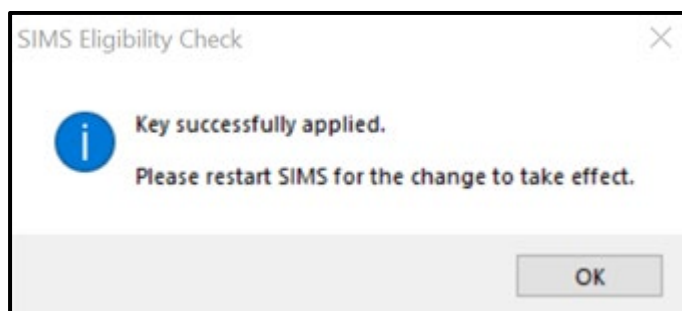 SIMS Eligibility Check
Key successfully applied.
Please restart SIMS for the change to take effect.
OK